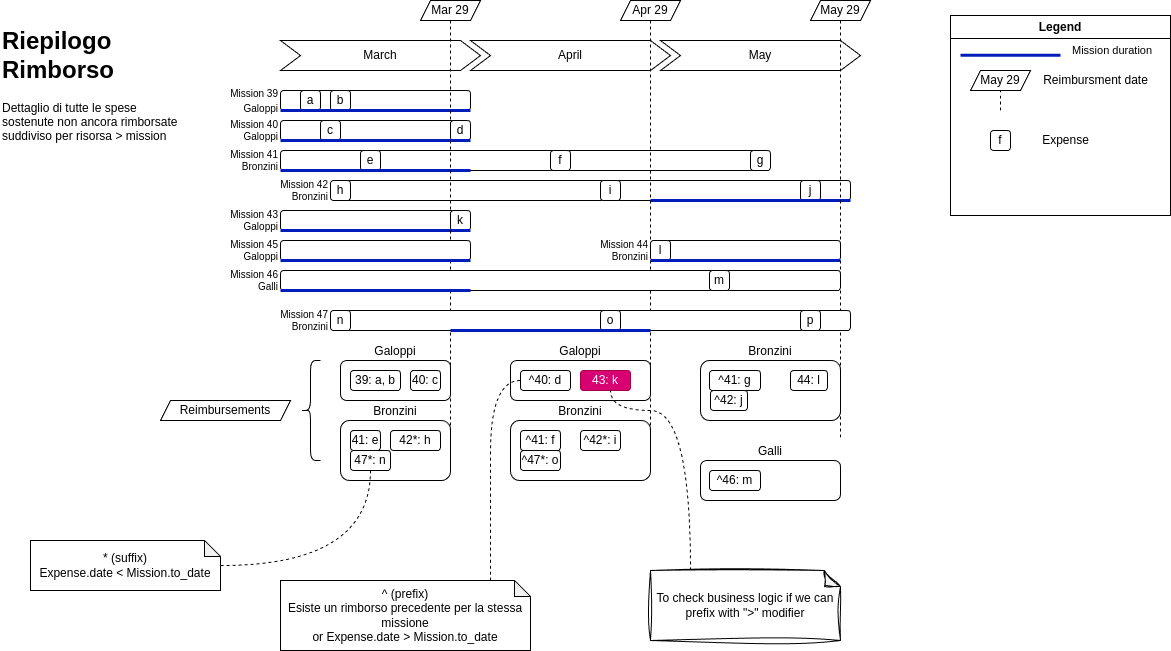 Riepilogo
Rimborso
Dettaglio di tutte le spese
sostenute non ancora rimborsate
suddiviso per risorsa > mission
Mar 29
Apr 29
May 29
March
April
May
Legend
Mission duration
May 29
Reimbursment date
f
Expense
Mission 39
Galoppi
a
b
Mission 40
Galoppi
c
d
Mission 41
Bronzini
e
f
g
Mission 42
Bronzini
h
i
j
Mission 43
Galoppi
k
Mission 45
Galoppi
Mission 44
Bronzini
l
Mission 46
Galli
m
Mission 47
Bronzini
n
o
p
Reimbursements
Galoppi
39: a, b
40: c
Bronzini
41: e
42*: h
47*: n
Galoppi
^40: d
43: k
Bronzini
^41: f
^42*: i
^47*: o
Bronzini
^41: g
44: l
^42: j
Galli
^46: m
* (suffix)
Expense.date < Mission.to_date
^ (prefix)
Esiste un rimborso precedente per la stessa
missione
or Expense.date > Mission.to_date
To check business logic if we can
prefix with ">" modifier